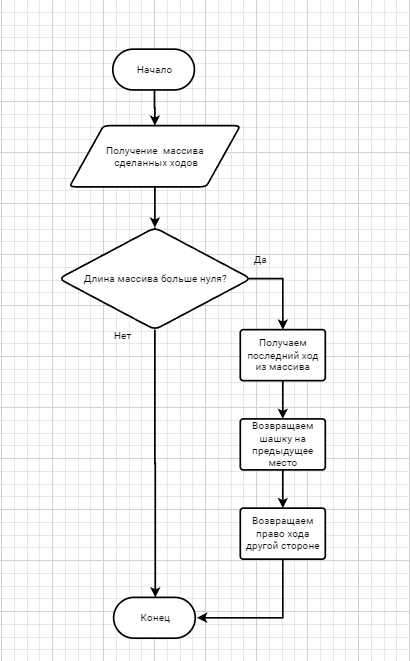 Начало
Получение массива
сделанных ходов
Длина массива больше нуля?
Да
Нет
Получаем
последний ход
из массива
Возвращаем
шашку на
предыдущее
место
Возвращаем
право хода
другой стороне
Конец